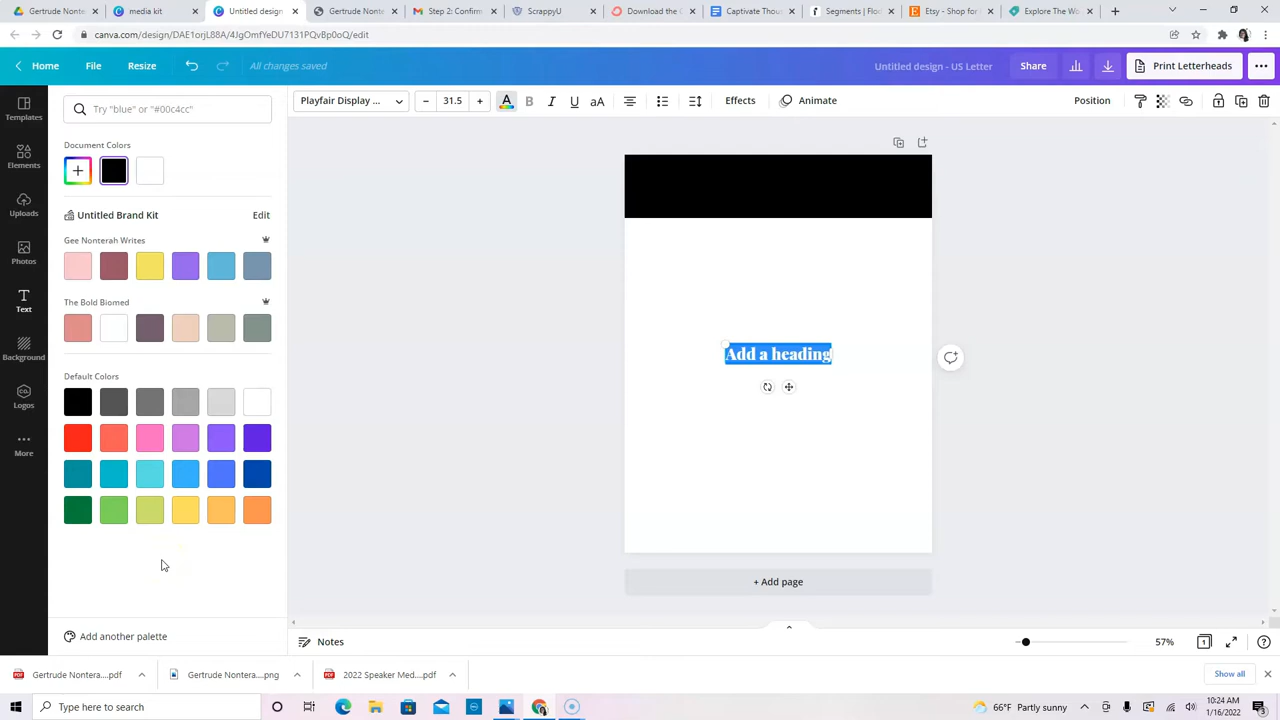 Gertrude Nonter
media kit
Untitled design
Gertrude Nonte
Step 2: Confirm
ScrappyU
Download the C
Captivate Thou
Segments | Flo
Etsy - Shop for
Explore The Wo
canva.com/design/DAE1orjL88A/4JgOmfYeDU7131PQvBp0oQ/edit
Home
File
Resize
All changes saved
Untitled design - US Letter
Share
Print Letterheads
Templates
Elements
Uploads
Photos
Text
Background
Logos
More
Try "blue" or "#00c4cc"
Playfair Display ...
31.5
A
B
I
U
aA
Effects
Animate
Position
Document Colors
Untitled Brand Kit
Edit
Gee Nonterah Writes
The Bold Biomed
Default Colors
Add another palette
Add a heading
+ Add page
Notes
57%
1
Gertrude Nontera....pdf
Gertrude Nontera....png
2022 Speaker Med....pdf
Show all
Type here to search
66°F Partly sunny
10:24 AM
1/16/2022